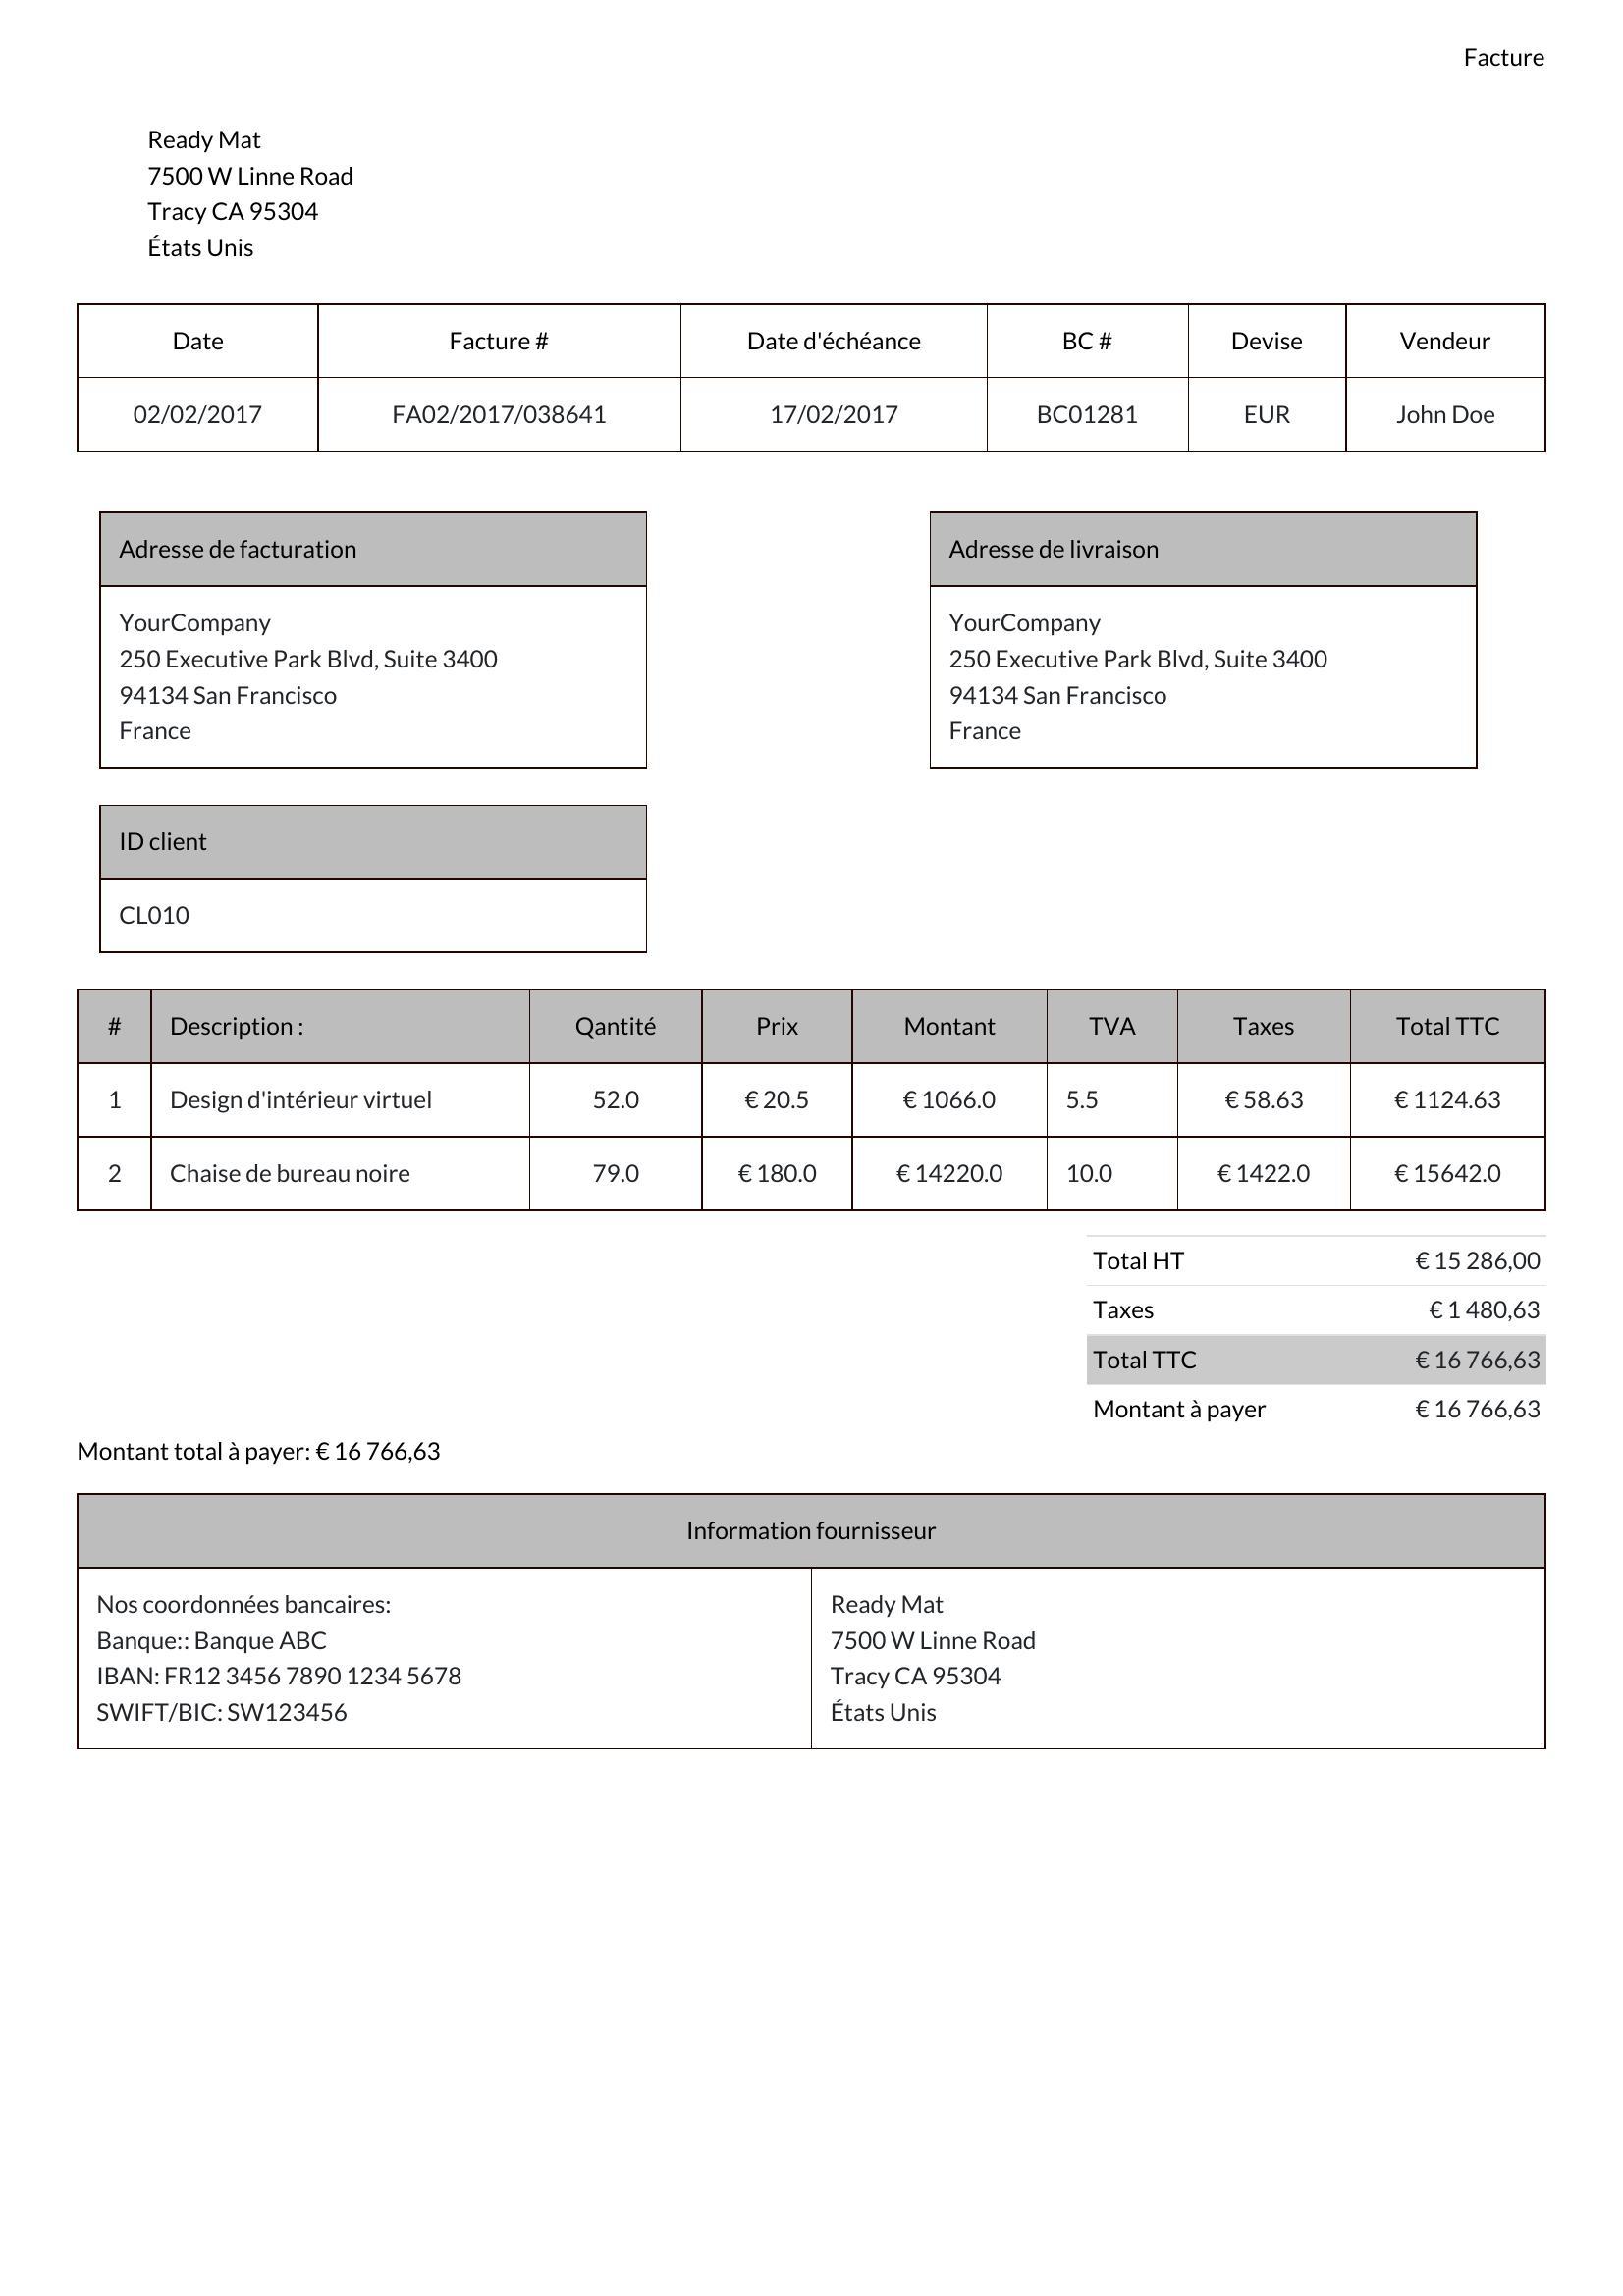 Facture
Ready Mat
7500 W Linne Road
Tracy CA 95304
États Unis
Date Facture # Date d'échéance BC # Devise Vendeur
02/02/2017 FA02/2017/038641 17/02/2017 BC01281 EUR John Doe
Adresse de facturation
YourCompany
250 Executive Park Blvd, Suite 3400
94134 San Francisco
France
Adresse de livraison
YourCompany
250 Executive Park Blvd, Suite 3400
94134 San Francisco
France
ID client
CL010
# Description : Qantité Prix Montant TVA Taxes Total TTC
1 Design d'intérieur virtuel 52.0 € 20.5 € 1066.0 5.5 € 58.63 € 1124.63
2 Chaise de bureau noire 79.0 € 180.0 € 14220.0 10.0 € 1422.0 € 15642.0
Total HT € 15 286,00
Taxes € 1 480,63
Total TTC € 16 766,63
Montant à payer € 16 766,63
Montant total à payer: € 16 766,63
Information fournisseur
Nos coordonnées bancaires:
Banque:: Banque ABC
IBAN: FR12 3456 7890 1234 5678
SWIFT/BIC: SW123456
Ready Mat
7500 W Linne Road
Tracy CA 95304
États Unis